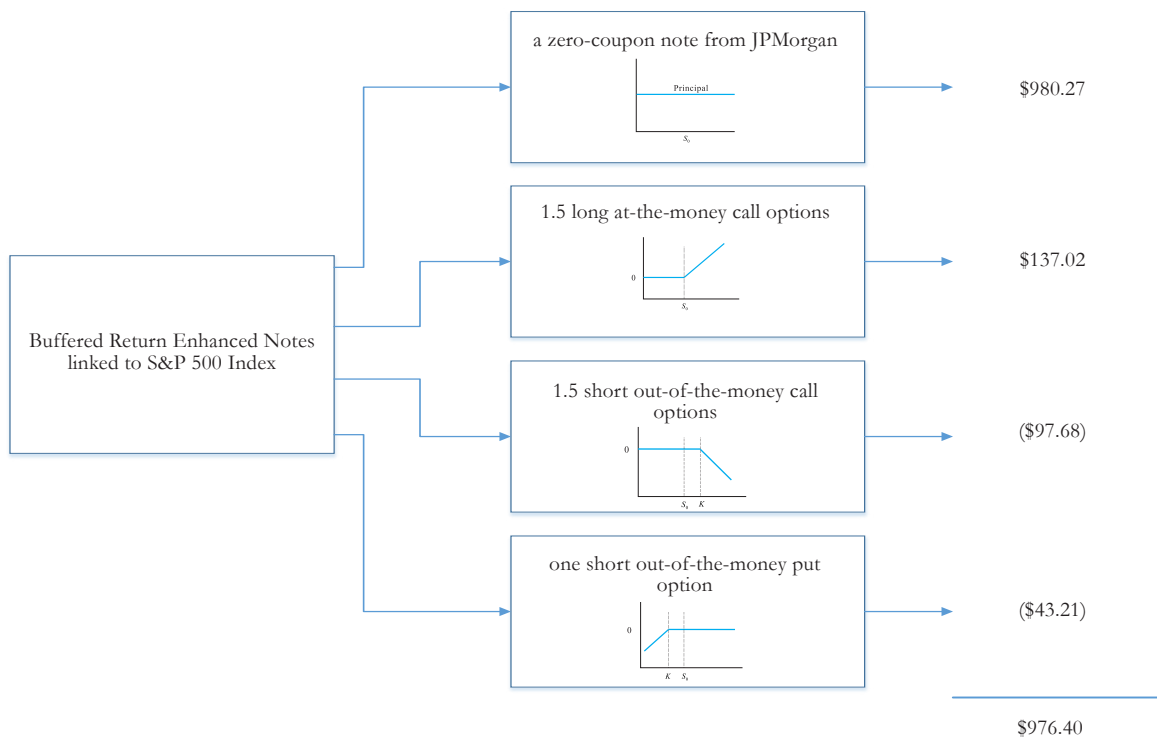 a zero-coupon note from JPMorgan
Principal
S₀
$980.27
1.5 long at-the-money call options
0
S₀
$137.02
Buffered Return Enhanced Notes
linked to S&P 500 Index
1.5 short out-of-the-money call
options
0
S₀ K
($97.68)
one short out-of-the-money put
option
0
K S₀
($43.21)
$976.40